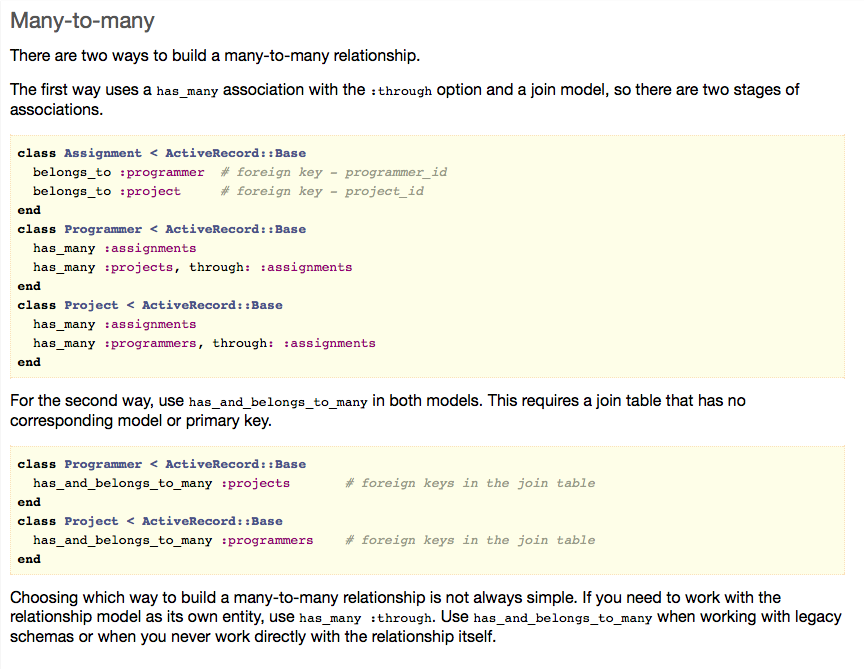 Many-to-many
There are two ways to build a many-to-many relationship.
The first way uses a has_many association with the :through option and a join model, so there are two stages of
associations.
class Assignment < ActiveRecord::Base
  belongs_to :programmer  # foreign key - programmer_id
  belongs_to :project     # foreign key - project_id
end
class Programmer < ActiveRecord::Base
  has_many :assignments
  has_many :projects, through: :assignments
end
class Project < ActiveRecord::Base
  has_many :assignments
  has_many :programmers, through: :assignments
end
For the second way, use has_and_belongs_to_many in both models. This requires a join table that has no
corresponding model or primary key.
class Programmer < ActiveRecord::Base
  has_and_belongs_to_many :projects       # foreign keys in the join table
end
class Project < ActiveRecord::Base
  has_and_belongs_to_many :programmers    # foreign keys in the join table
end
Choosing which way to build a many-to-many relationship is not always simple. If you need to work with the
relationship model as its own entity, use has_many :through. Use has_and_belongs_to_many when working with legacy
schemas or when you never work directly with the relationship itself.